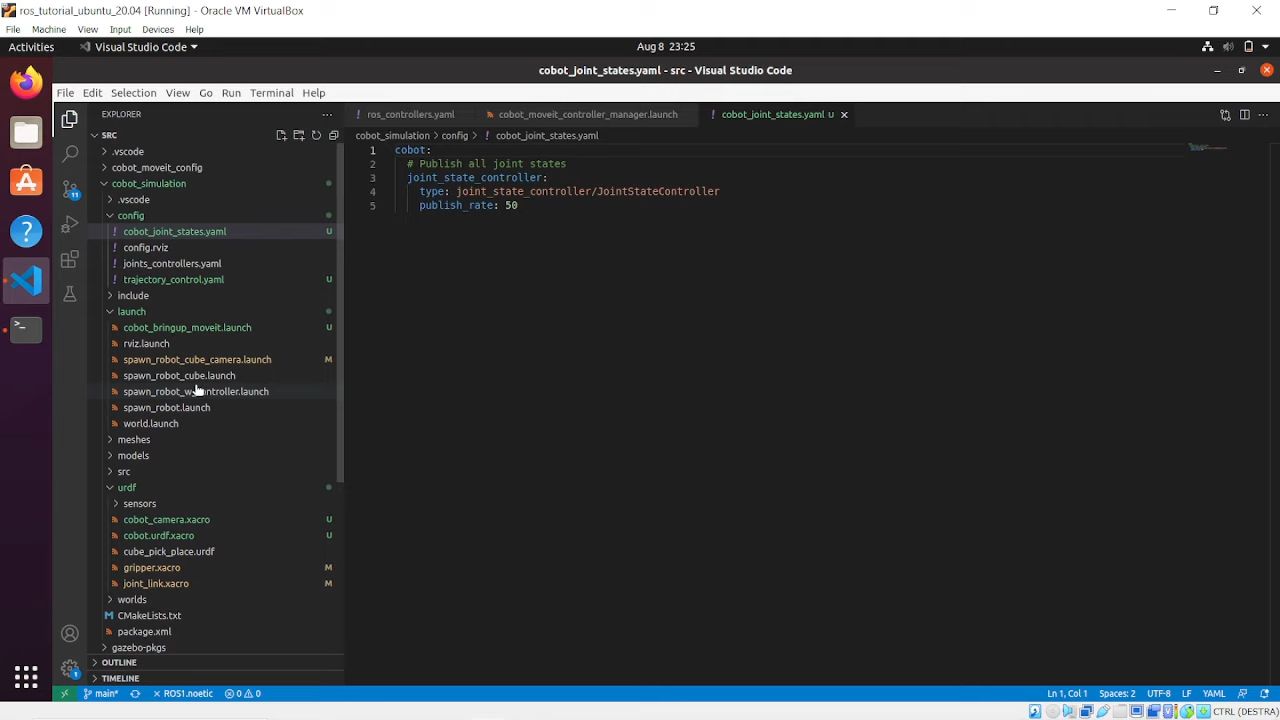 ros_tutorial_ubuntu_20.04 [Running] - Oracle VM VirtualBox
File Machine View Input Devices Help
Activities Visual Studio Code Aug 8 23:25
cobot_joint_states.yaml - src - Visual Studio Code
File Edit Selection View Go Run Terminal Help
EXPLORER
ros_controllers.yaml cobot_moveit_controller_manager.launch cobot_joint_states.yaml U
SRC
cobot_simulation > config > ! cobot_joint_states.yaml
.vscode
cobot_moveit_config
cobot_simulation
.vscode
config
! cobot_joint_states.yaml U
! config.rviz
! joints_controllers.yaml
! trajectory_control.yaml U
include
launch
cobot_bringup_moveit.launch U
rviz.launch
spawn_robot_cube_camera.launch M
spawn_robot_cube.launch
spawn_robot.launch
world.launch
meshes
models
src
urdf
sensors
cobot_camera.xacro U
cobot.urdf.xacro U
cube_pick_place.urdf
gripper.xacro M
joint_link.xacro M
worlds
CMakeLists.txt
package.xml
gazebo-pkgs
OUTLINE
TIMELINE
1 cobot:
2 # Publish all joint states
3 joint_state_controller:
4 type: joint_state_controller/JointStateController
5 publish_rate: 50
11
1
main* ROS1.noetic 0 0 Ln 1, Col 1 Spaces: 2 UTF-8 LF YAML
CTRL (DESTRA)